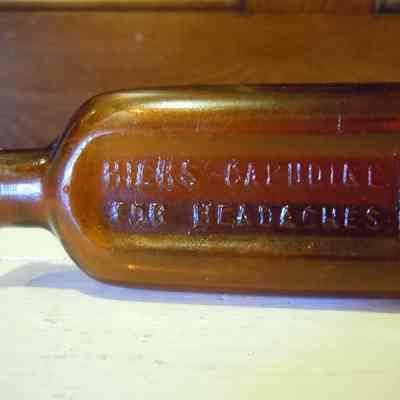 HICKS CAPUDINE
FOR HEADACHES